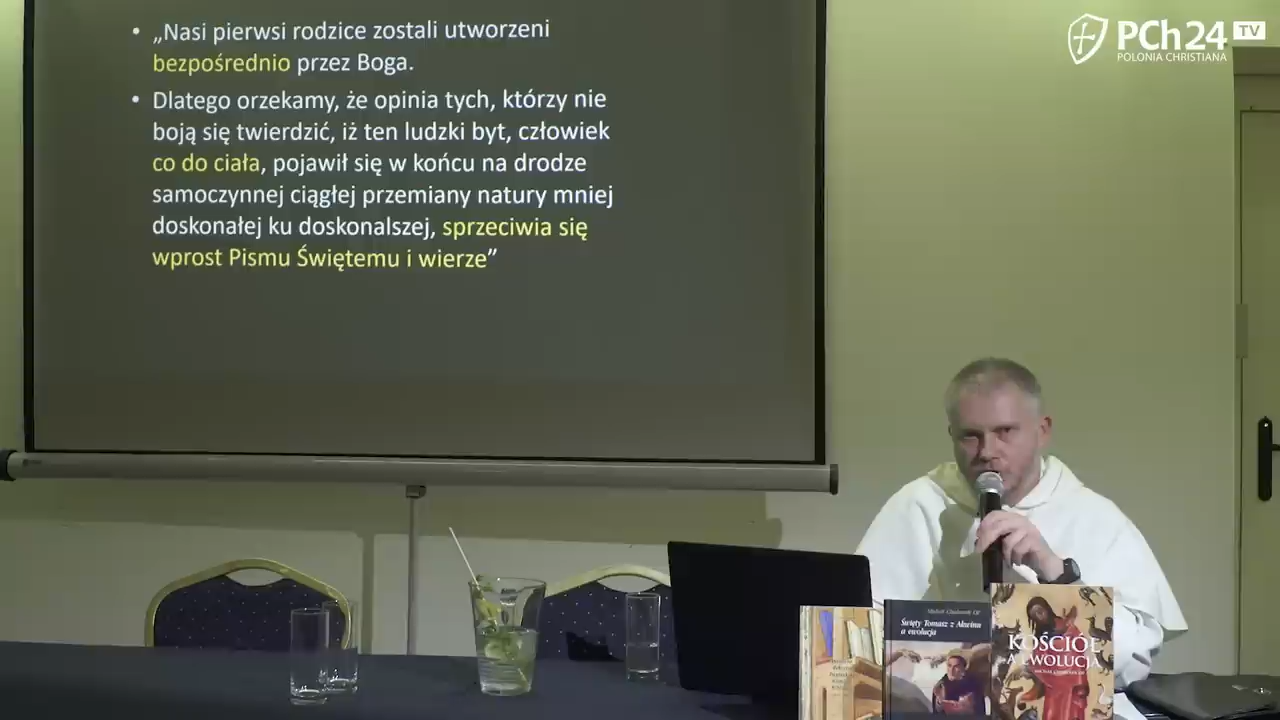 • „Nasi pierwsi rodzice zostali utworzeni
bezpośrednio przez Boga.
• Dlatego orzekamy, że opinia tych, którzy nie
boją się twierdzić, iż ten ludzki byt, człowiek
co do ciała, pojawił się w końcu na drodze
samoczynnej ciągłej przemiany natury mniej
doskonałej ku doskonalszej, sprzeciwia się
wprost Pismu Świętemu i wierze”
PCh24 TV
POLONIA CHRISTIANA
Święty Tomasz z Akwinu
a ewolucja
KOŚCIÓŁ
A EWOLUCJA